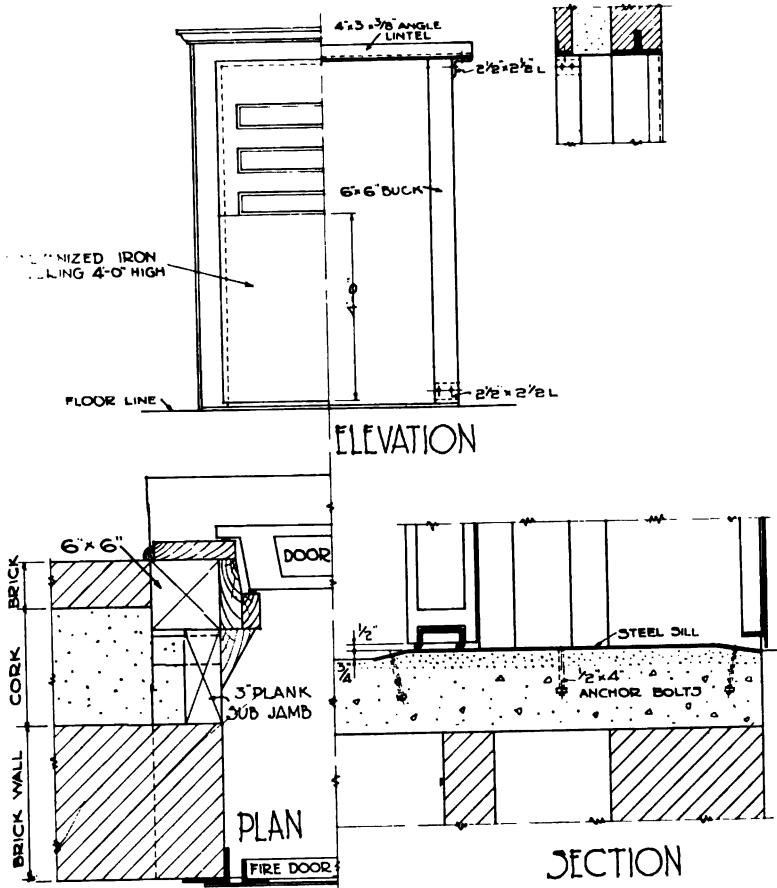 4"x3"x3/8" ANGLE
LINTEL
2 1/2"x2 1/2" L
6"x6" BUCK
IRON
4'-0" HIGH
4'-0"
2 1/2"x2 1/2" L
FLOOR LINE
ELEVATION
6"x6"
DOOR
BRICK
CORK
BRICK WALL
3" PLANK
SUB JAMB
PLAN
FIRE DOOR
1/2"
3/4"
STEEL SILL
1/2"x4"
ANCHOR BOLTS
SECTION